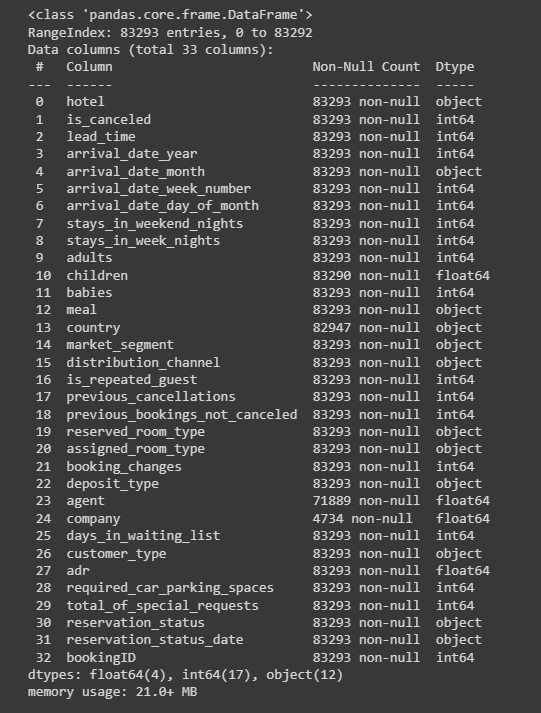 <class 'pandas.core.frame.DataFrame'>
RangeIndex: 83293 entries, 0 to 83292
Data columns (total 33 columns):
 #   Column                          Non-Null Count  Dtype
---  ------                          --------------  -----
 0   hotel                           83293 non-null  object
 1   is_canceled                     83293 non-null  int64
 2   lead_time                       83293 non-null  int64
 3   arrival_date_year               83293 non-null  int64
 4   arrival_date_month              83293 non-null  object
 5   arrival_date_week_number        83293 non-null  int64
 6   arrival_date_day_of_month       83293 non-null  int64
 7   stays_in_weekend_nights         83293 non-null  int64
 8   stays_in_week_nights            83293 non-null  int64
 9   adults                          83293 non-null  int64
 10  children                        83290 non-null  float64
 11  babies                          83293 non-null  int64
 12  meal                            83293 non-null  object
 13  country                         82947 non-null  object
 14  market_segment                  83293 non-null  object
 15  distribution_channel            83293 non-null  object
 16  is_repeated_guest               83293 non-null  int64
 17  previous_cancellations          83293 non-null  int64
 18  previous_bookings_not_canceled  83293 non-null  int64
 19  reserved_room_type              83293 non-null  object
 20  assigned_room_type              83293 non-null  object
 21  booking_changes                 83293 non-null  int64
 22  deposit_type                    83293 non-null  object
 23  agent                           71889 non-null  float64
 24  company                         4734 non-null   float64
 25  days_in_waiting_list            83293 non-null  int64
 26  customer_type                   83293 non-null  object
 27  adr                             83293 non-null  float64
 28  required_car_parking_spaces     83293 non-null  int64
 29  total_of_special_requests       83293 non-null  int64
 30  reservation_status              83293 non-null  object
 31  reservation_status_date         83293 non-null  object
 32  bookingID                       83293 non-null  int64
dtypes: float64(4), int64(17), object(12)
memory usage: 21.0+ MB